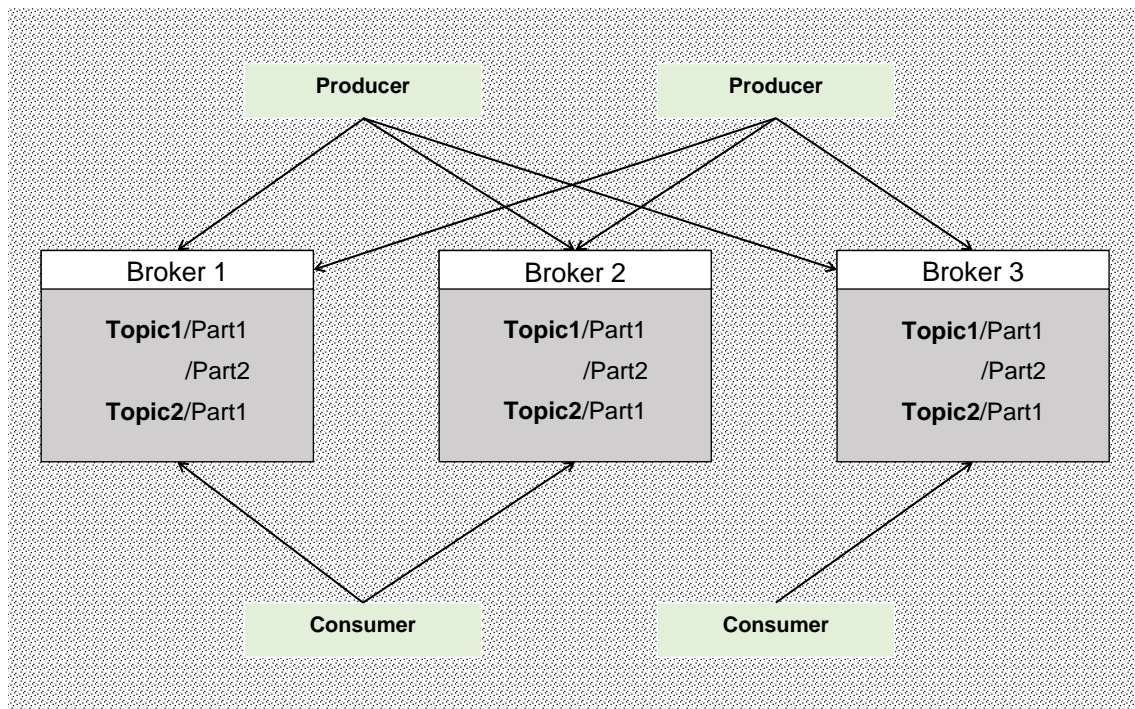 Producer
Producer
Broker 1
Topic1/Part1
/Part2
Topic2/Part1
Broker 2
Topic1/Part1
/Part2
Topic2/Part1
Broker 3
Topic1/Part1
/Part2
Topic2/Part1
Consumer
Consumer